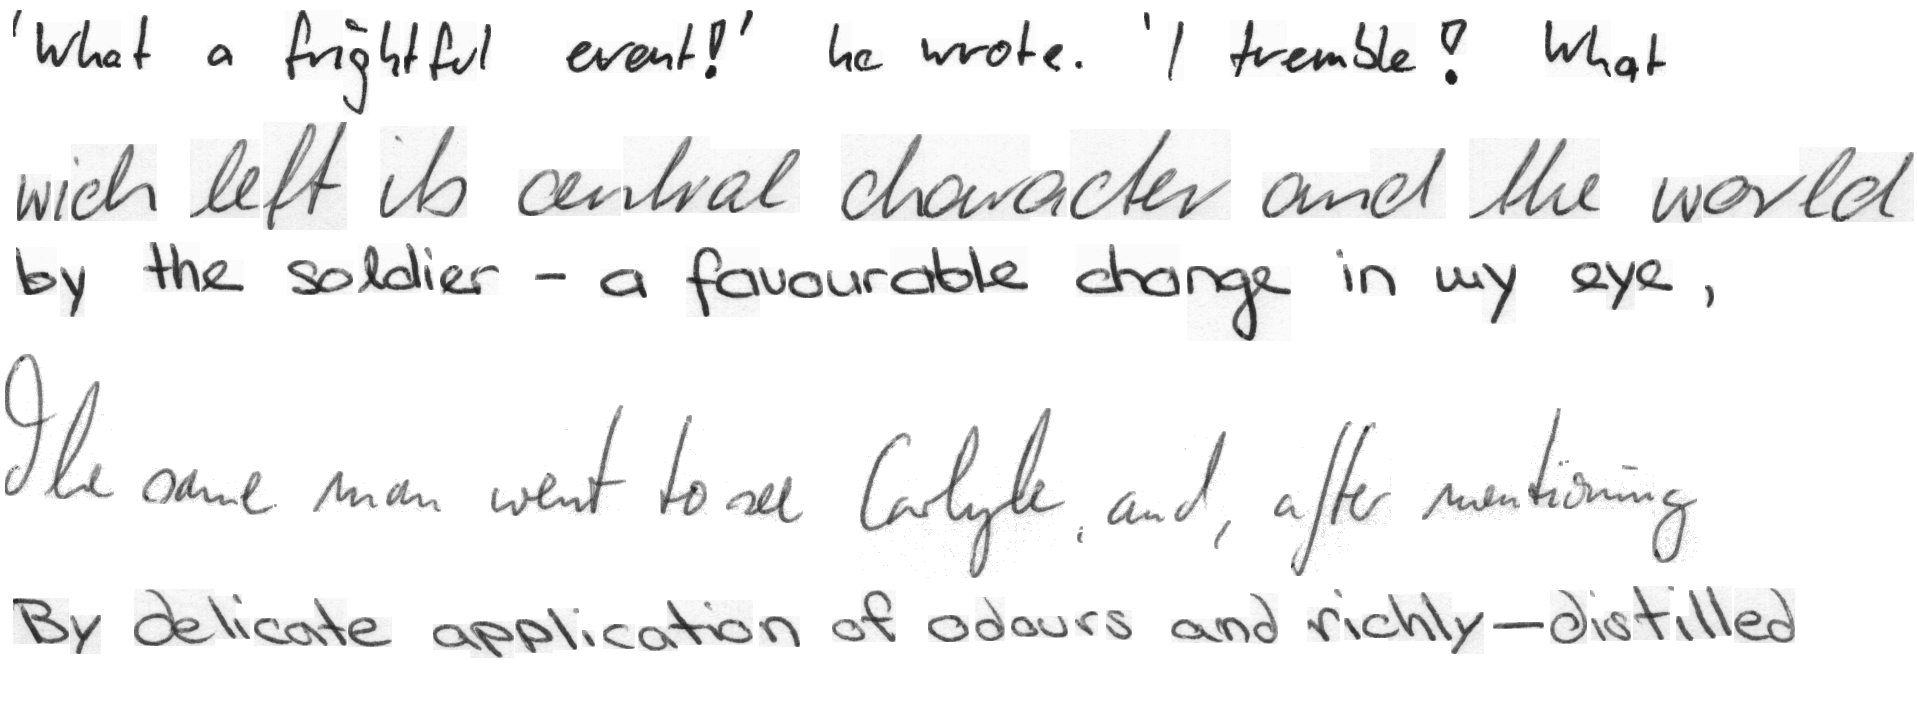 'What a frightful event!' he wrote. 'I tremble! What
wich left its central character and the world
by the soldier - a favourable change in my eye,
The same man went to see Carlyle, and, after mentioning
By delicate application of odours and richly-distilled